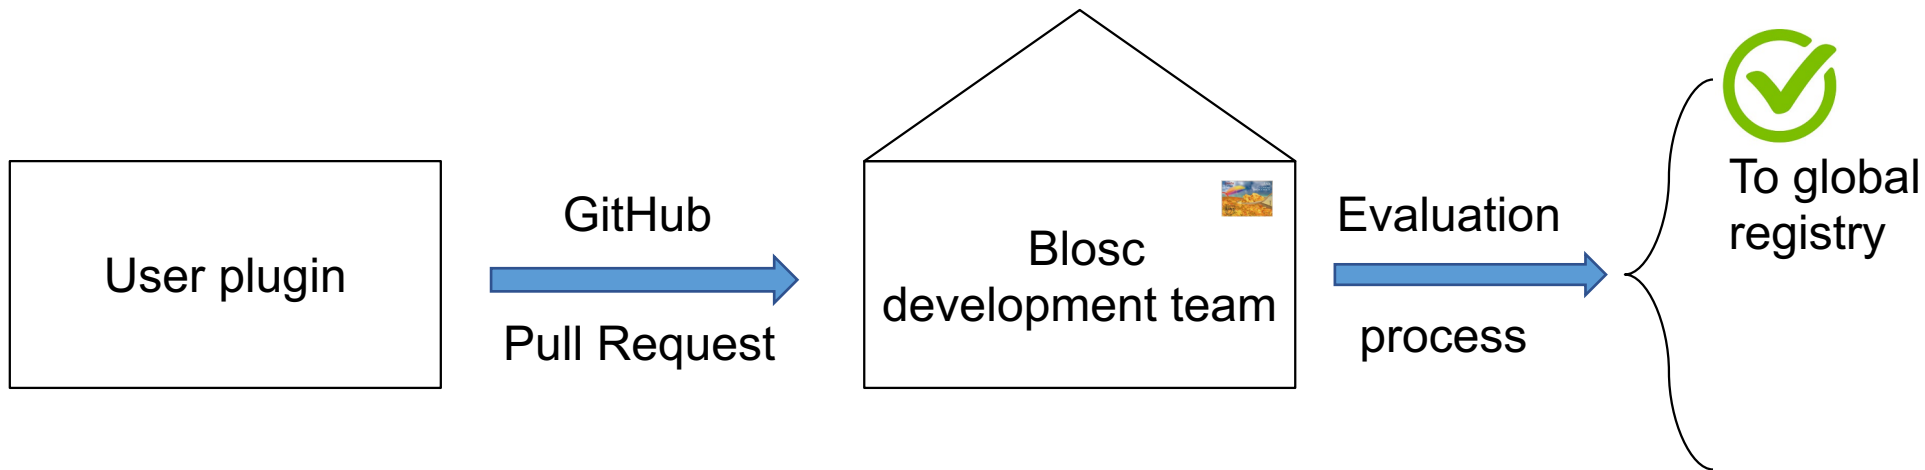 User plugin
GitHub
Pull Request
Blosc
development team
Evaluation
process
To global
registry